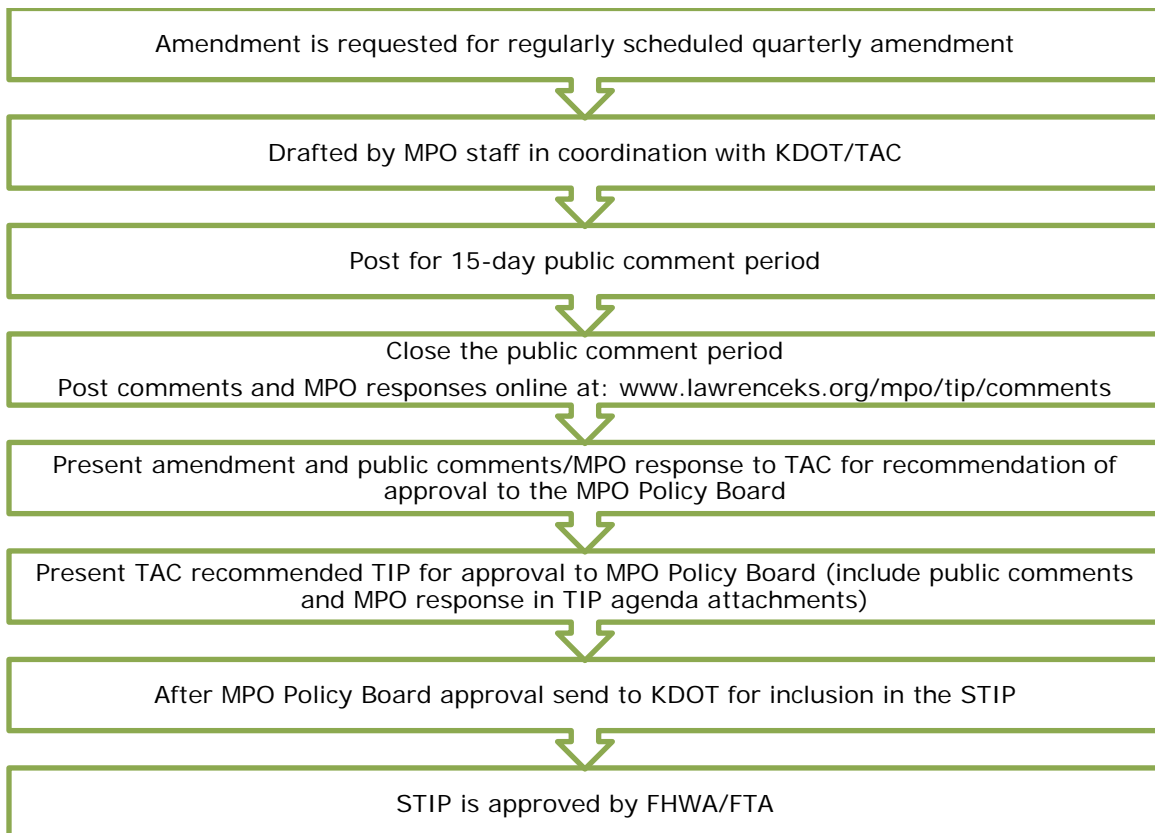 Amendment is requested for regularly scheduled quarterly amendment
Drafted by MPO staff in coordination with KDOT/TAC
Post for 15-day public comment period
Close the public comment period
Post comments and MPO responses online at: www.lawrenceks.org/mpo/tip/comments
Present amendment and public comments/MPO response to TAC for recommendation of
approval to the MPO Policy Board
Present TAC recommended TIP for approval to MPO Policy Board (include public comments
and MPO response in TIP agenda attachments)
After MPO Policy Board approval send to KDOT for inclusion in the STIP
STIP is approved by FHWA/FTA